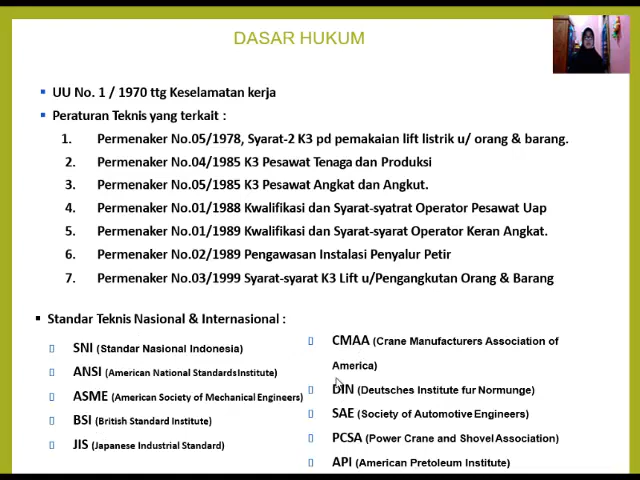 DASAR HUKUM
UU No. 1 / 1970 ttg Keselamatan kerja
Peraturan Teknis yang terkait :
1. Permenaker No.05/1978, Syarat-2 K3 pd pemakaian lift listrik u/ orang & barang.
2. Permenaker No.04/1985 K3 Pesawat Tenaga dan Produksi
3. Permenaker No.05/1985 K3 Pesawat Angkat dan Angkut.
4. Permenaker No.01/1988 Kwalifikasi dan Syarat-syatrat Operator Pesawat Uap
5. Permenaker No.01/1989 Kwalifikasi dan Syarat-syarat Operator Keran Angkat.
6. Permenaker No.02/1989 Pengawasan Instalasi Penyalur Petir
7. Permenaker No.03/1999 Syarat-syarat K3 Lift u/Pengangkutan Orang & Barang
Standar Teknis Nasional & Internasional :
SNI (Standar Nasional Indonesia)
ANSI (American National Standards Institute)
ASME (American Society of Mechanical Engineers)
BSI (British Standard Institute)
JIS (Japanese Industrial Standard)
CMAA (Crane Manufacturers Association of
America)
DIN (Deutsches Institute fur Normunge)
SAE (Society of Automotive Engineers)
PCSA (Power Crane and Shovel Association)
API (American Pretoleum Institute)